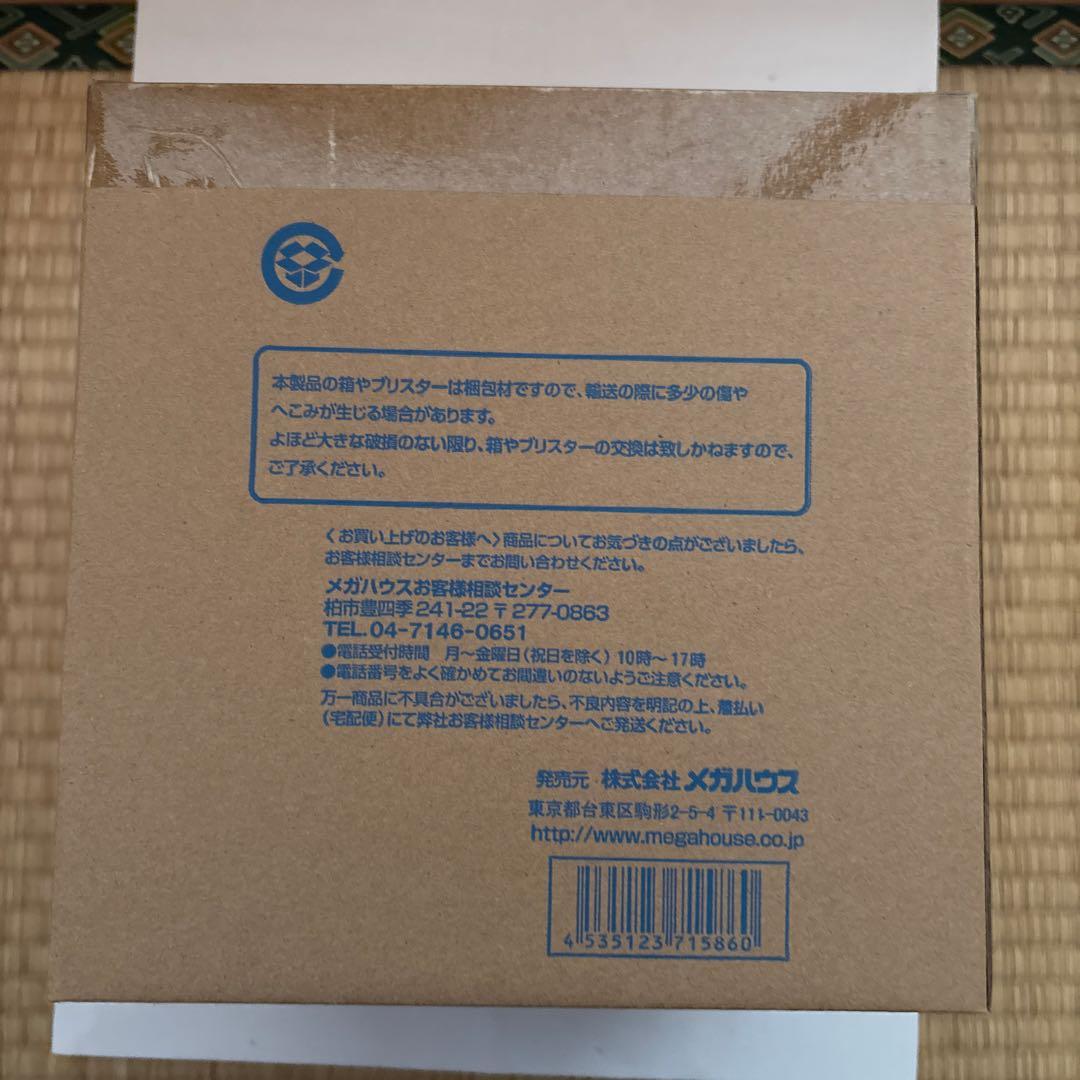 本製品の箱やブリスターは梱包材ですので、輸送の際に多少の傷や
へこみが生じる場合があります。
よほど大きな破損のない限り、箱やブリスターの交換は致しかねますので、
ご了承ください。
〈お買い上げのお客様へ〉商品についてお気づきの点がございましたら、
お客様相談センターまでお問い合わせください。
メガハウスお客様相談センター
柏市豊四季241-22 〒277-0863
TEL.04-7146-0651
●電話受付時間　月〜金曜日(祝日を除く) 10時〜17時
●電話番号をよく確かめてお間違いのないようご注意ください。
万一商品に不具合がございましたら、不良内容を明記の上、着払い
(宅配便)にて弊社お客様相談センターへご発送ください。
発売元 株式会社メガハウス
東京都台東区駒形2-5-4 〒111-0043
http://www.megahouse.co.jp
4 535123 715860